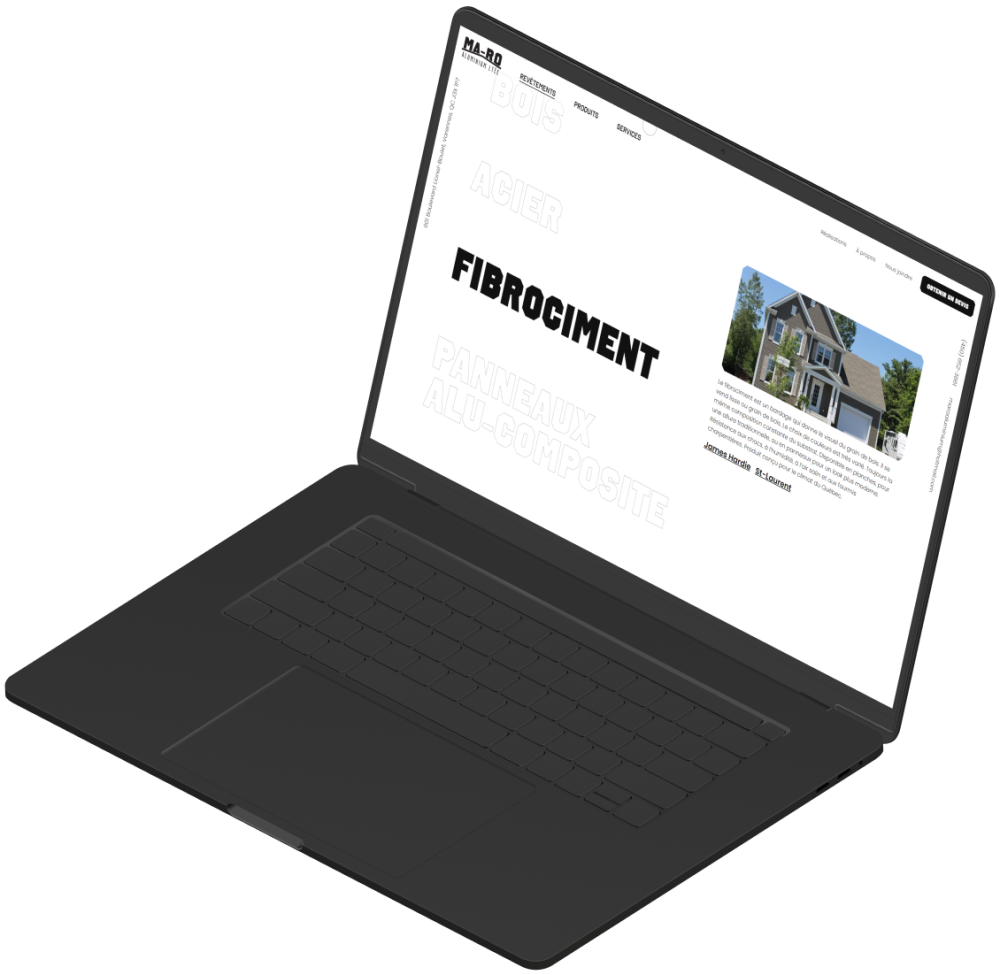 MA-RO
ALUMINIUM LTÉE
REVÊTEMENTS
PRODUITS
SERVICES
Réalisations
À propos
Nous joindre
OBTENIR UN DEVIS
BOIS
ACIER
FIBROCIMENT
PANNEAUX
ALU-COMPOSITE
Le fibrociment est un bardage qui donne le visuel du grain de bois. Il se
vend lisse ou grain de bois. Le choix de couleurs est très varié. Toujours la
même composition constante du substrat. Disponible en planches, pour
une allure traditionnelle, ou en panneaux pour un look plus moderne.
Résistance aux chocs, à l'humidité, à l'air salin et aux fourmis
charpentières. Produit conçu pour le climat du Québec.
James Hardie St-Laurent
Boulevard Lionel-Boulet, Varennes, QC J3X 1P7
(450) 652-